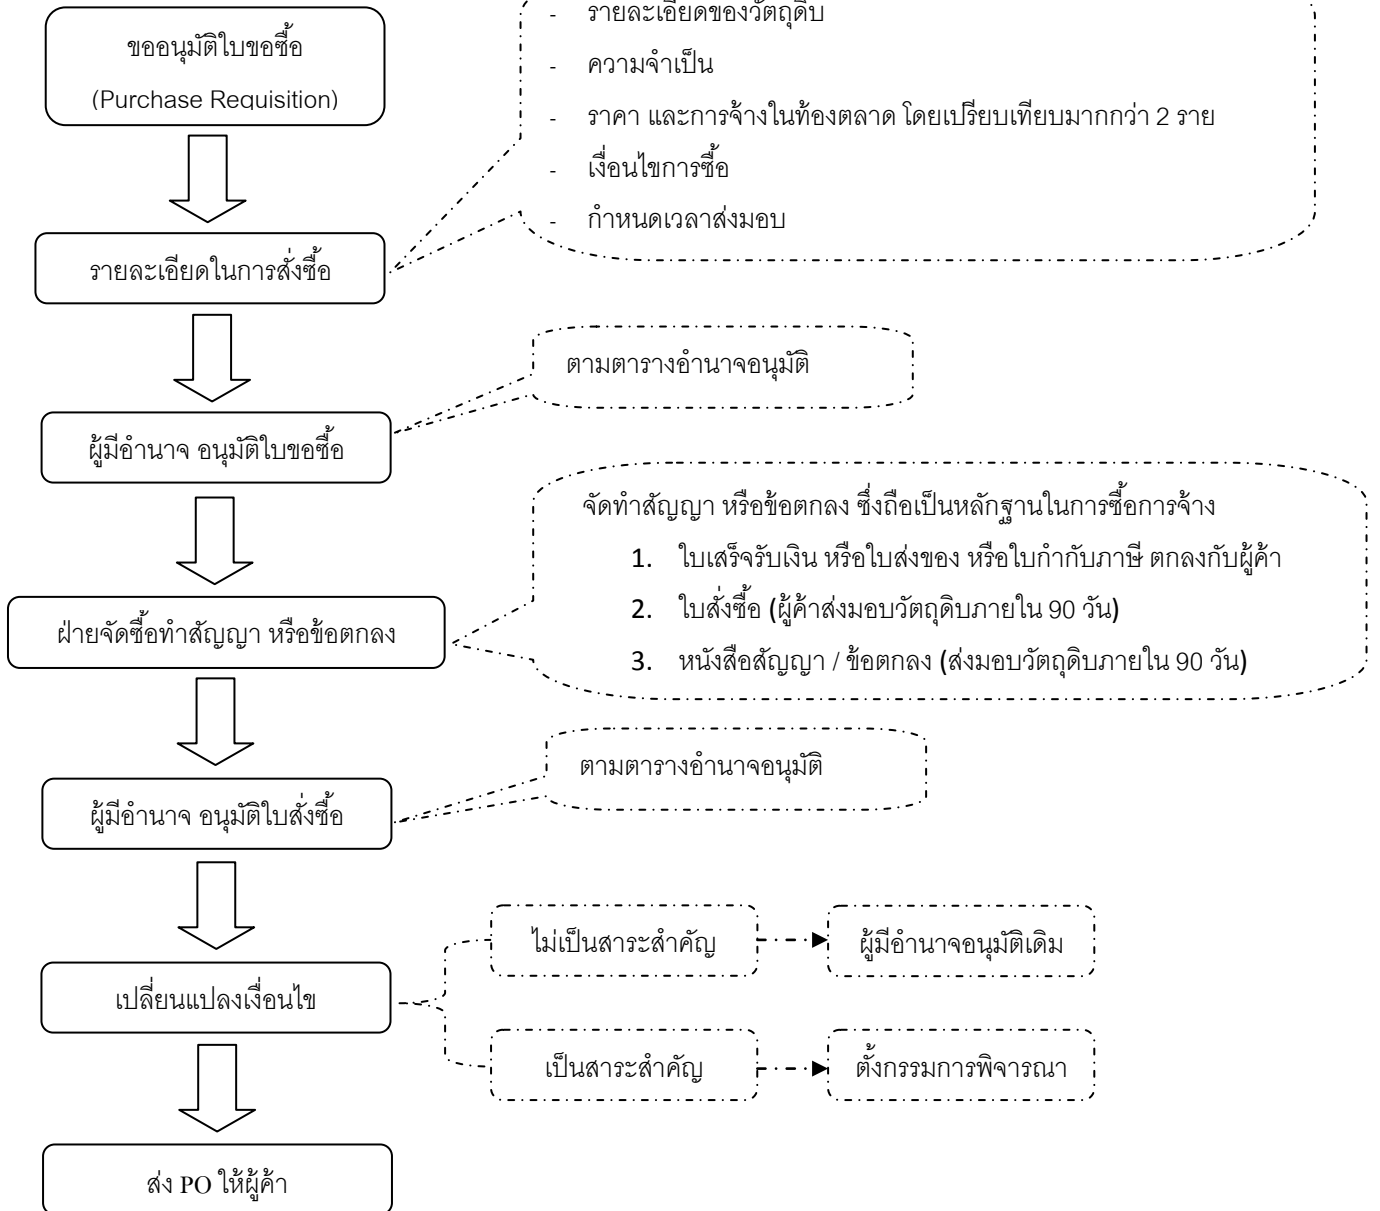 ขออนุมัติใบขอซื้อ
(Purchase Requisition)
- รายละเอียดของวัตถุดิบ
- ความจำเป็น
- ราคา และการจ้างในท้องตลาด โดยเปรียบเทียบมากกว่า 2 ราย
- เงื่อนไขการซื้อ
- กำหนดเวลาส่งมอบ
รายละเอียดในการสั่งซื้อ
ตามตารางอำนาจอนุมัติ
ผู้มีอำนาจ อนุมัติใบขอซื้อ
จัดทำสัญญา หรือข้อตกลง ซึ่งถือเป็นหลักฐานในการซื้อการจ้าง
1. ใบเสร็จรับเงิน หรือใบส่งของ หรือใบกำกับภาษี ตกลงกับผู้ค้า
2. ใบสั่งซื้อ (ผู้ค้าส่งมอบวัตถุดิบภายใน 90 วัน)
3. หนังสือสัญญา / ข้อตกลง (ส่งมอบวัตถุดิบภายใน 90 วัน)
ฝ่ายจัดซื้อทำสัญญา หรือข้อตกลง
ตามตารางอำนาจอนุมัติ
ผู้มีอำนาจ อนุมัติใบสั่งซื้อ
ไม่เป็นสาระสำคัญ
ผู้มีอำนาจอนุมัติเดิม
เปลี่ยนแปลงเงื่อนไข
เป็นสาระสำคัญ
ตั้งกรรมการพิจารณา
ส่ง PO ให้ผู้ค้า